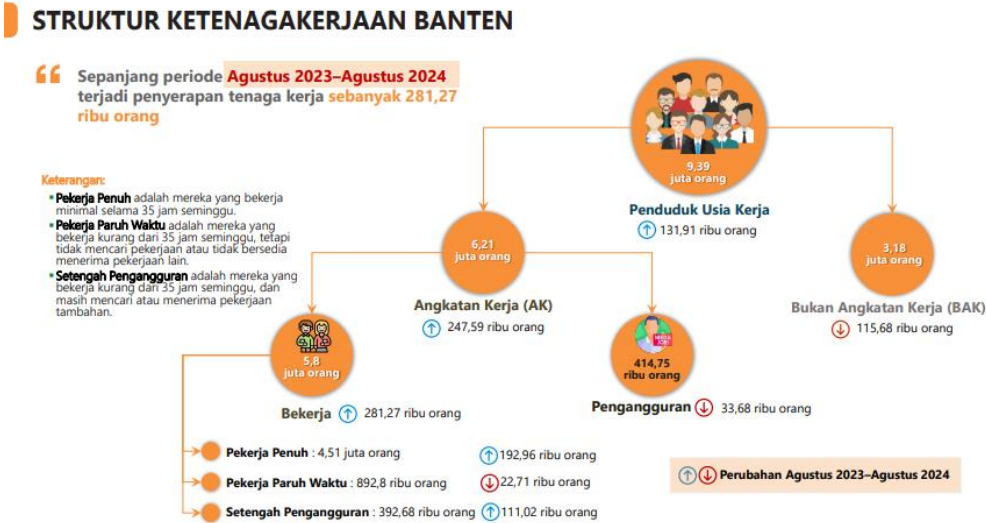 STRUKTUR KETENAGAKERJAAN BANTEN
Sepanjang periode Agustus 2023–Agustus 2024
terjadi penyerapan tenaga kerja sebanyak 281,27
ribu orang
9,39
juta orang
Penduduk Usia Kerja
131,91 ribu orang
Keterangan:
Pekerja Penuh adalah mereka yang bekerja
minimal selama 35 jam seminggu.
Pekerja Paruh Waktu adalah mereka yang
bekerja kurang dari 35 jam seminggu, tetapi
tidak mencari pekerjaan atau tidak bersedia
menerima pekerjaan lain.
Setengah Pengangguran adalah mereka yang
bekerja kurang dari 35 jam seminggu, dan
masih mencari atau menerima pekerjaan
tambahan.
6,21
juta orang
Angkatan Kerja (AK)
247,59 ribu orang
3,18
juta orang
Bukan Angkatan Kerja (BAK)
115,68 ribu orang
5,8
juta orang
Bekerja 281,27 ribu orang
414,75
ribu orang
Pengangguran 33,68 ribu orang
Pekerja Penuh : 4,51 juta orang 192,96 ribu orang
Pekerja Paruh Waktu : 892,8 ribu orang 22,71 ribu orang
Setengah Pengangguran : 392,68 ribu orang 111,02 ribu orang
Perubahan Agustus 2023–Agustus 2024